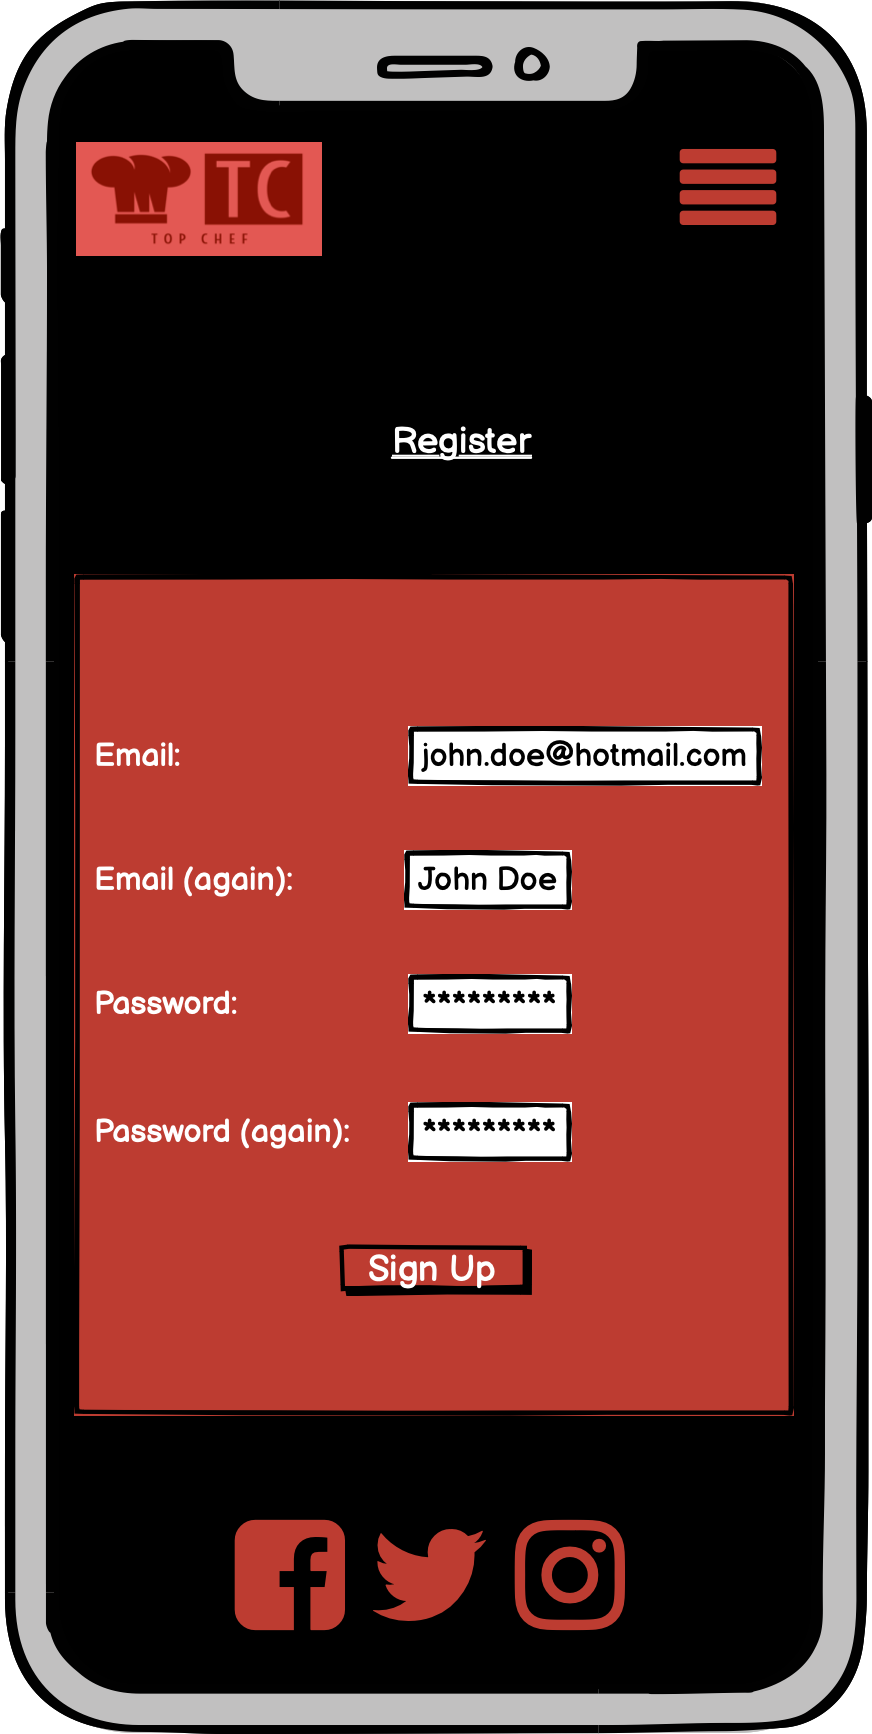 TC
TOP CHEF
Register
Email: john.doe@hotmail.com
Email (again): John Doe
Password: *********
Password (again): *********
Sign Up